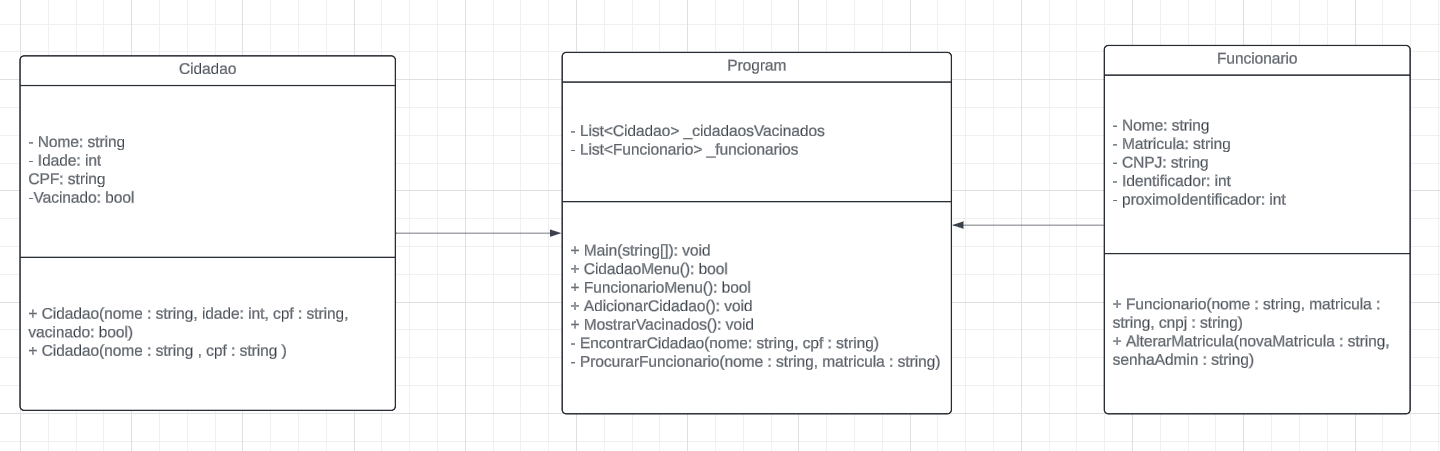 Cidadao
- Nome: string
- Idade: int
CPF: string
-Vacinado: bool
+ Cidadao(nome : string, idade: int, cpf : string,
vacinado: bool)
+ Cidadao(nome : string , cpf : string )
Program
- List<Cidadao> _cidadaosVacinados
- List<Funcionario> _funcionarios
+ Main(string[]): void
+ CidadaoMenu(): bool
+ FuncionarioMenu(): bool
+ AdicionarCidadao(): void
+ MostrarVacinados(): void
- EncontrarCidadao(nome: string, cpf : string)
- ProcurarFuncionario(nome : string, matricula : string)
Funcionario
- Nome: string
- Matricula: string
- CNPJ: string
- Identificador: int
- proximoIdentificador: int
+ Funcionario(nome : string, matricula :
string, cnpj : string)
+ AlterarMatricula(novaMatricula : string,
senhaAdmin : string)